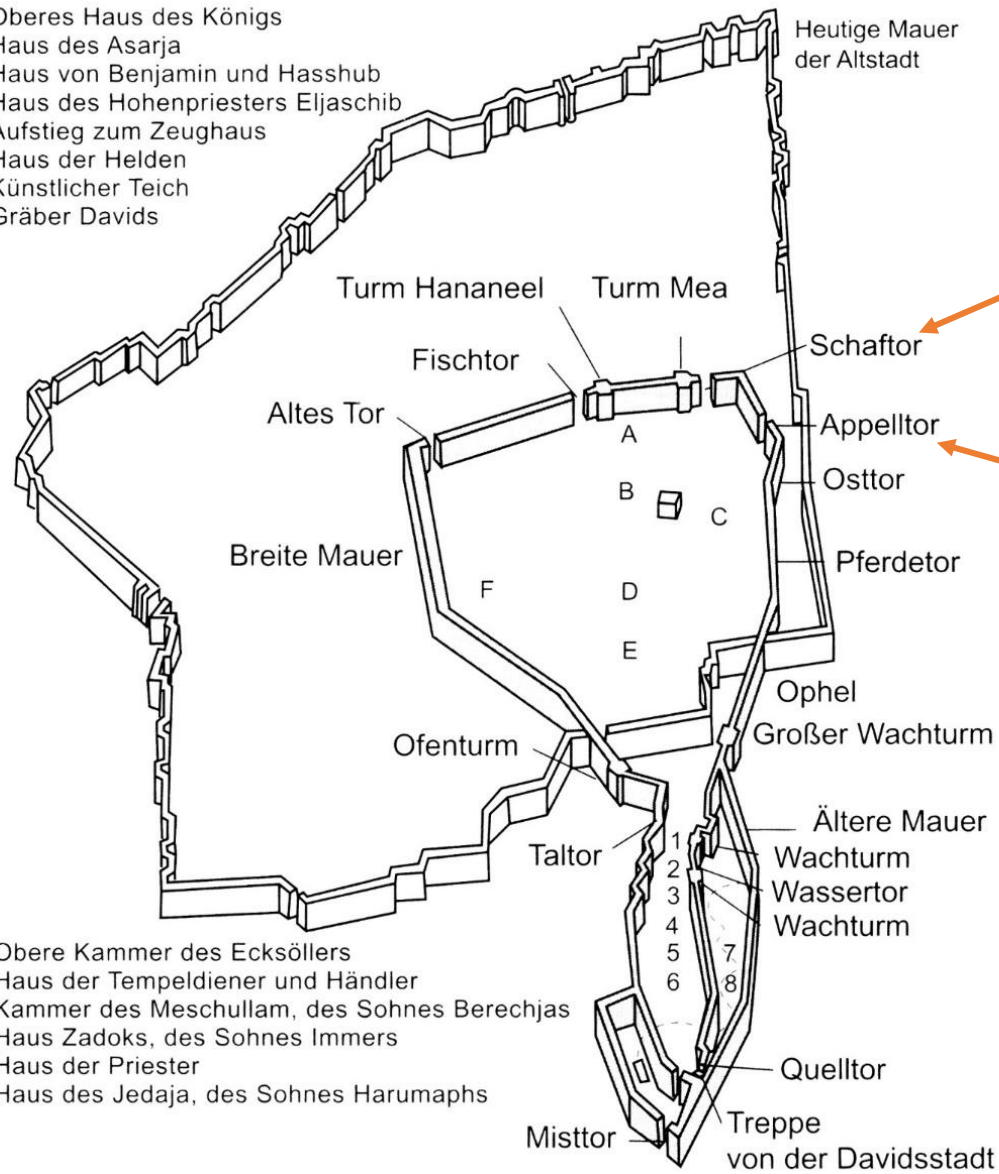 Oberes Haus des Königs
Haus des Asarja
Haus von Benjamin und Hasshub
Haus des Hohenpriesters Eljaschib
Aufstieg zum Zeughaus
Haus der Helden
Künstlicher Teich
Gräber Davids
Heutige Mauer
der Altstadt
Turm Hananeel
Turm Mea
Schaftor
Fischtor
Altes Tor
Appelltor
A
Osttor
B
C
Breite Mauer
Pferdetor
F
D
E
Ophel
Großer Wachturm
Ofenturm
Ältere Mauer
1
Taltor
Wachturm
2
Wassertor
3
Wachturm
4
5
7
6
8
Obere Kammer des Ecksöllers
Haus der Tempeldiener und Händler
Kammer des Meschullam, des Sohnes Berechjas
Haus Zadoks, des Sohnes Immers
Haus der Priester
Haus des Jedaja, des Sohnes Harumaphs
Quelltor
Misttor
Treppe
von der Davidsstadt